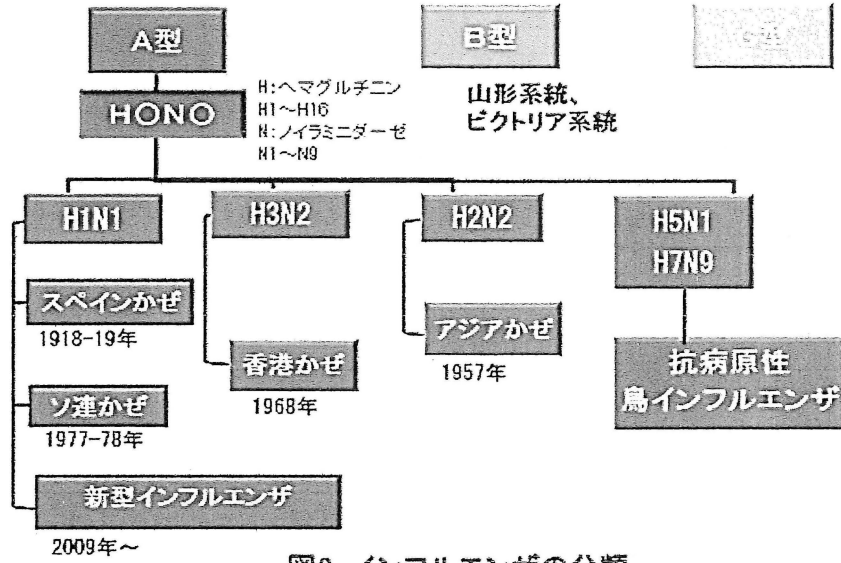 A型
B型
C型
HONO
H:ヘマグルチニン
H1～H16
N:ノイラミニダーゼ
N1～N9
山形系統、
ビクトリア系統
H1N1
H3N2
H2N2
H5N1
H7N9
スペインかぜ
1918-19年
香港かぜ
1968年
アジアかぜ
1957年
抗病原性
鳥インフルエンザ
ソ連かぜ
1977-78年
新型インフルエンザ
2009年～